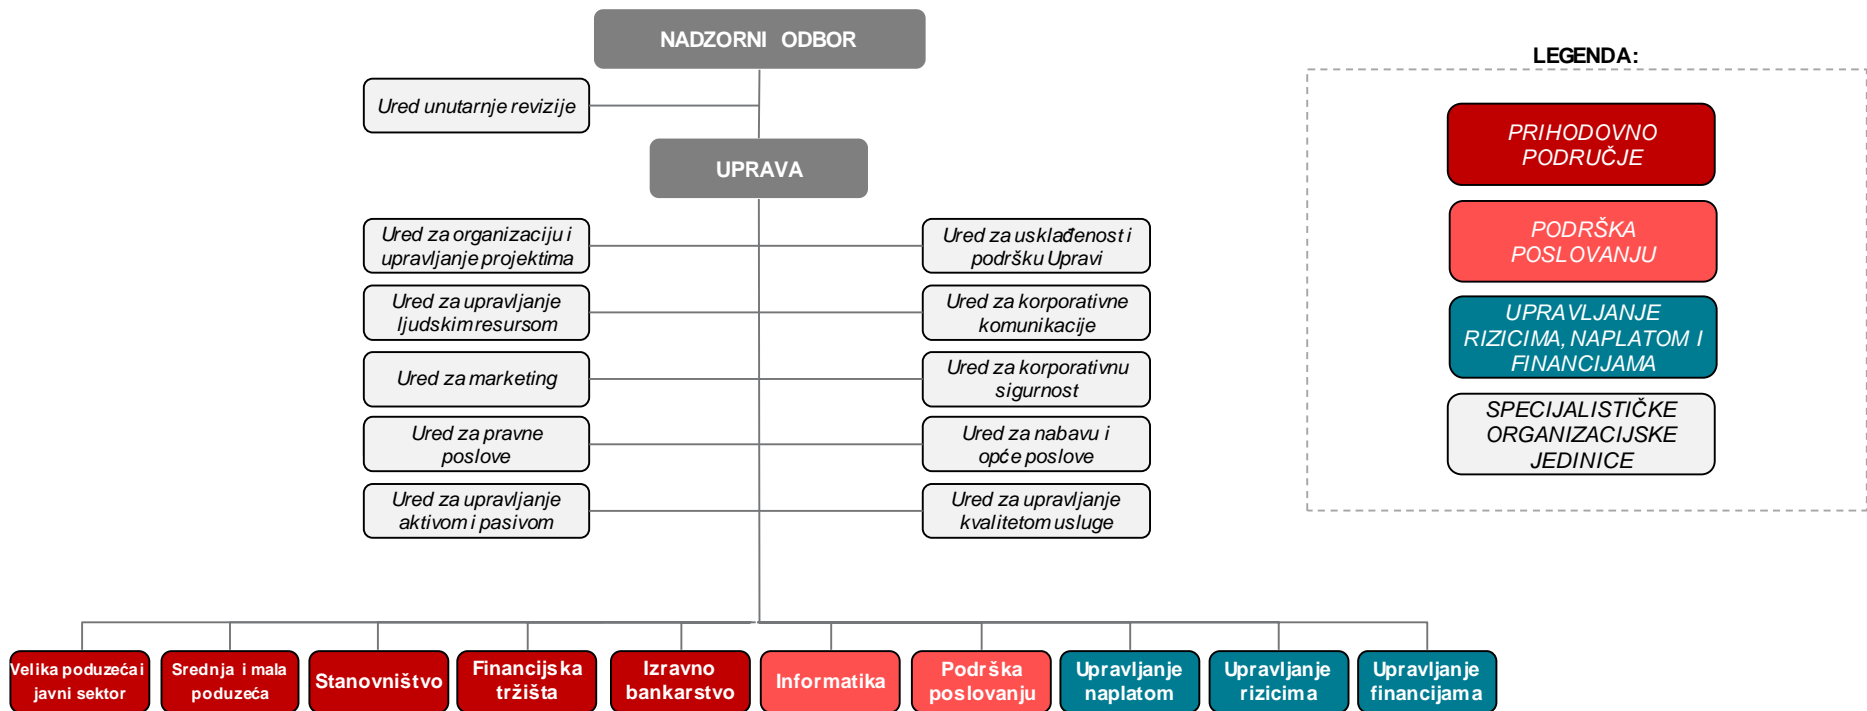 NADZORNI ODBOR
Ured unutarnje revizije
UPRAVA
Ured za organizaciju i
upravljanje projektima
Ured za usklađenost i
podršku Upravi
Ured za upravljanje
ljudskim resursom
Ured za korporativne
komunikacije
Ured za marketing
Ured za korporativnu
sigurnost
Ured za pravne
poslove
Ured za nabavu i
opće poslove
Ured za upravljanje
aktivom i pasivom
Ured za upravljanje
kvalitetom usluge
Velika poduzeća i
javni sektor
Srednja i mala
poduzeća
Stanovništvo
Financijska
tržišta
Izravno
bankarstvo
Informatika
Podrška
poslovanju
Upravljanje
naplatom
Upravljanje
rizicima
Upravljanje
financijama
LEGENDA:
PRIHODOVNO
PODRUČJE
PODRŠKA
POSLOVANJU
UPRAVLJANJE
RIZICIMA, NAPLATOM I
FINANCIJAMA
SPECIJALISTIČKE
ORGANIZACIJSKE
JEDINICE